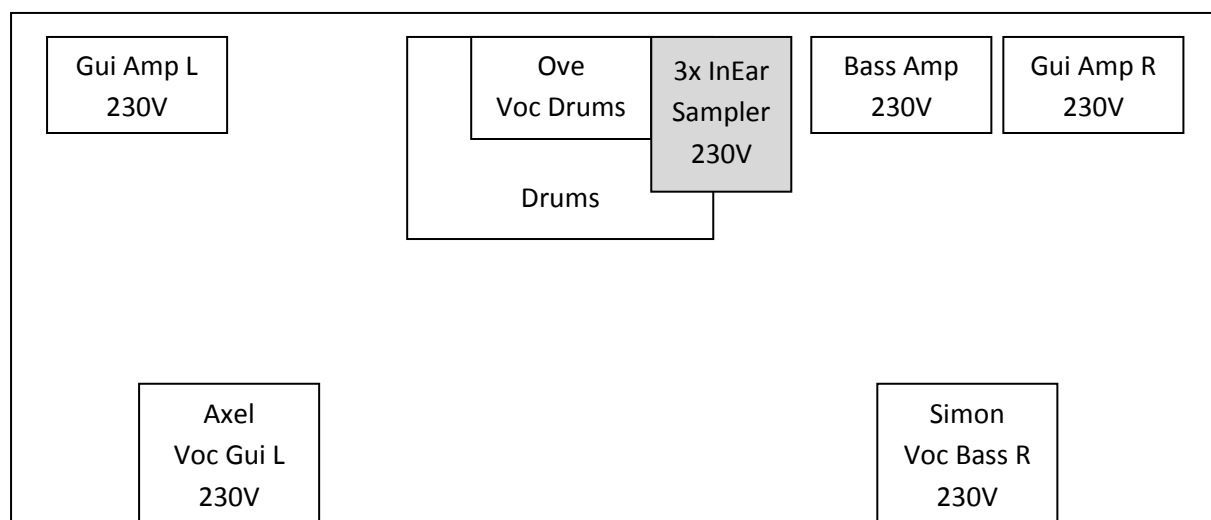 Gui Amp L
230V
Ove
Voc Drums
Drums
3x InEar
Sampler
230V
Bass Amp
230V
Gui Amp R
230V
Axel
Voc Gui L
230V
Simon
Voc Bass R
230V